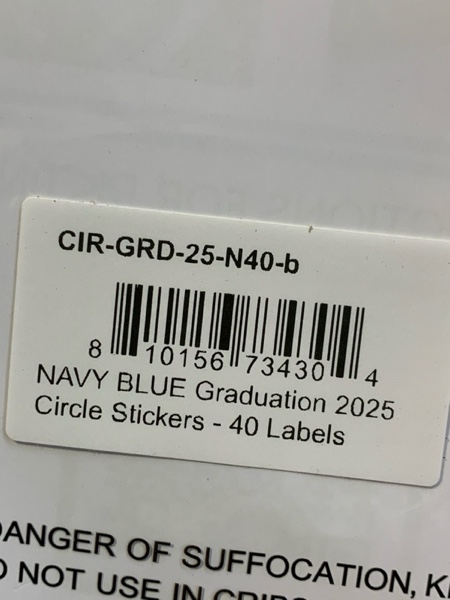 CIR-GRD-25-N40-b
8 10156 73430 4
NAVY BLUE Graduation 2025
Circle Stickers - 40 Labels
DANGER OF SUFFOCATION, K
NOT USE IN